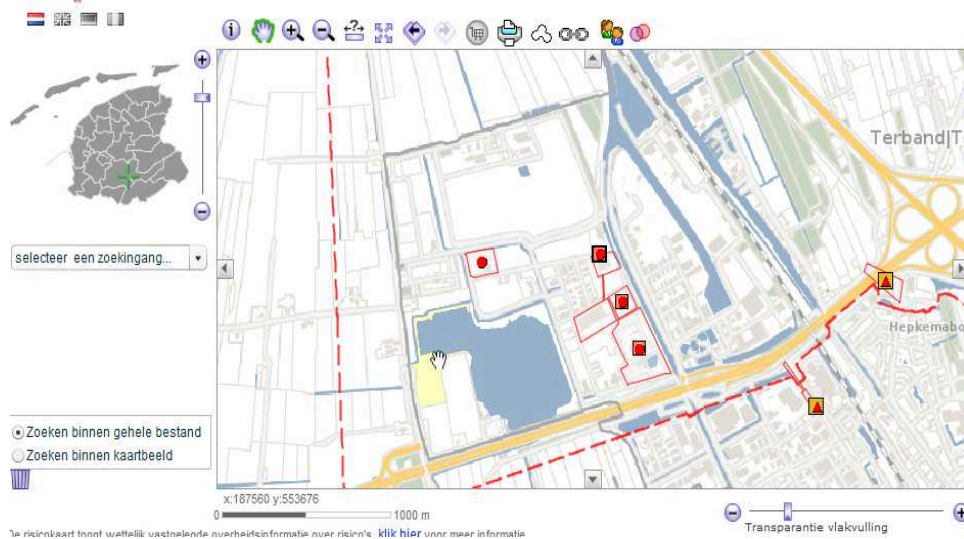 Terband|T
selecteer een zoekingang...
Hepkemabo
Zoeken binnen gehele bestand
Zoeken binnen kaartbeeld
x:187560 y:553676
0 1000 m
Transparantie vlakvulling
De risicokaart toont wettelijk vastgelegde overheidsinformatie over risico's. klik hier voor meer informatie